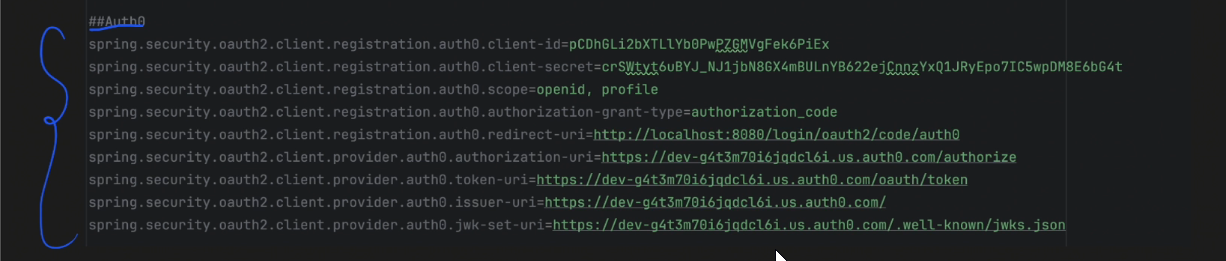 ##Auth0
spring.security.oauth2.client.registration.auth0.client-id=pCDhGLi2bXTLlYb0PwPZGMVgFek6PiEx
spring.security.oauth2.client.registration.auth0.client-secret=crSWtyt6uBYJ_NJ1jbN8GX4mBULnYB622ejCnnzYxQ1JRyEpo7IC5wpDM8E6bG4t
spring.security.oauth2.client.registration.auth0.scope=openid, profile
spring.security.oauth2.client.registration.auth0.authorization-grant-type=authorization_code
spring.security.oauth2.client.registration.auth0.redirect-uri=http://localhost:8080/login/oauth2/code/auth0
spring.security.oauth2.client.provider.auth0.authorization-uri=https://dev-g4t3m70i6jqdcl6i.us.auth0.com/authorize
spring.security.oauth2.client.provider.auth0.token-uri=https://dev-g4t3m70i6jqdcl6i.us.auth0.com/oauth/token
spring.security.oauth2.client.provider.auth0.issuer-uri=https://dev-g4t3m70i6jqdcl6i.us.auth0.com/
spring.security.oauth2.client.provider.auth0.jwk-set-uri=https://dev-g4t3m70i6jqdcl6i.us.auth0.com/.well-known/jwks.json